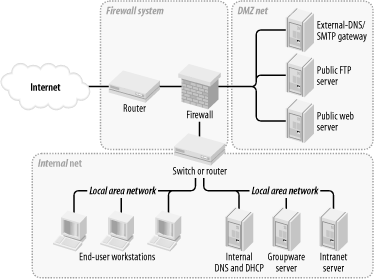 Firewall system
DMZ net
External-DNS/
SMTP gateway
Internet
Router
Firewall
Public FTP
server
Public web
server
Internal net
Switch or router
Local area network
Local area network
End-user workstations
Internal
DNS and DHCP
Groupware
server
Intranet
server